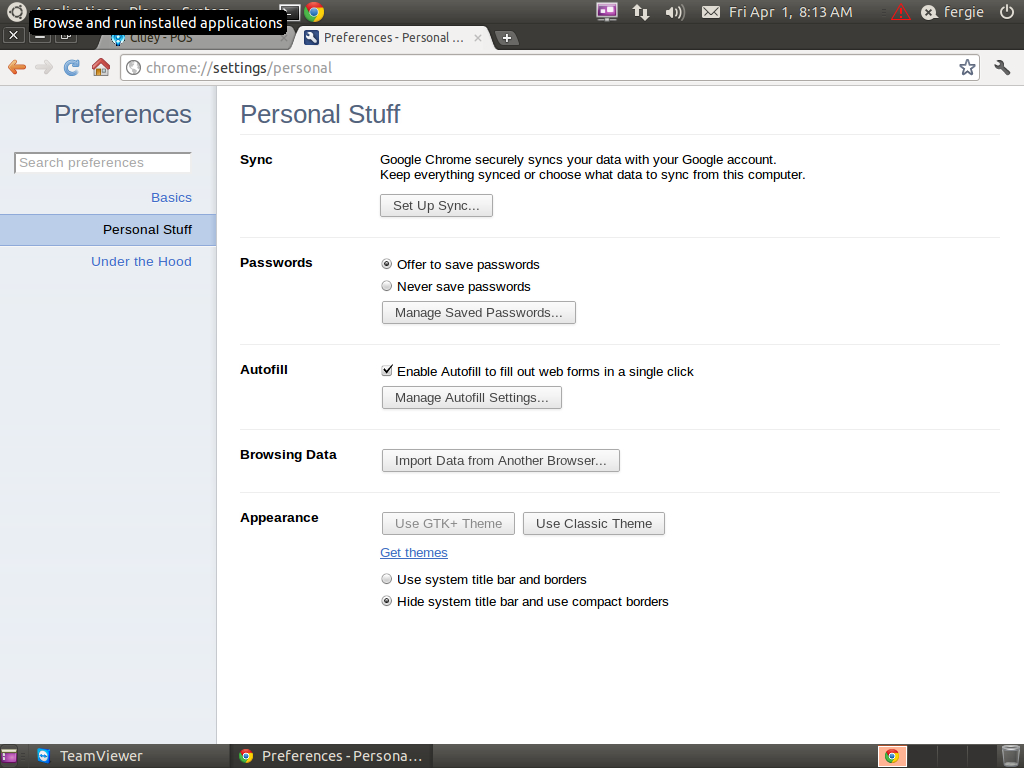 Browse and run installed applications
Fri Apr 1, 8:13 AM
fergie
Cluey - POS
Preferences - Personal ...
chrome://settings/personal
Preferences
Search preferences
Basics
Personal Stuff
Under the Hood
Personal Stuff
Sync
Google Chrome securely syncs your data with your Google account.
Keep everything synced or choose what data to sync from this computer.
Set Up Sync...
Passwords
Offer to save passwords
Never save passwords
Manage Saved Passwords...
Autofill
Enable Autofill to fill out web forms in a single click
Manage Autofill Settings...
Browsing Data
Import Data from Another Browser...
Appearance
Use GTK+ Theme
Use Classic Theme
Get themes
Use system title bar and borders
Hide system title bar and use compact borders
TeamViewer
Preferences - Persona...